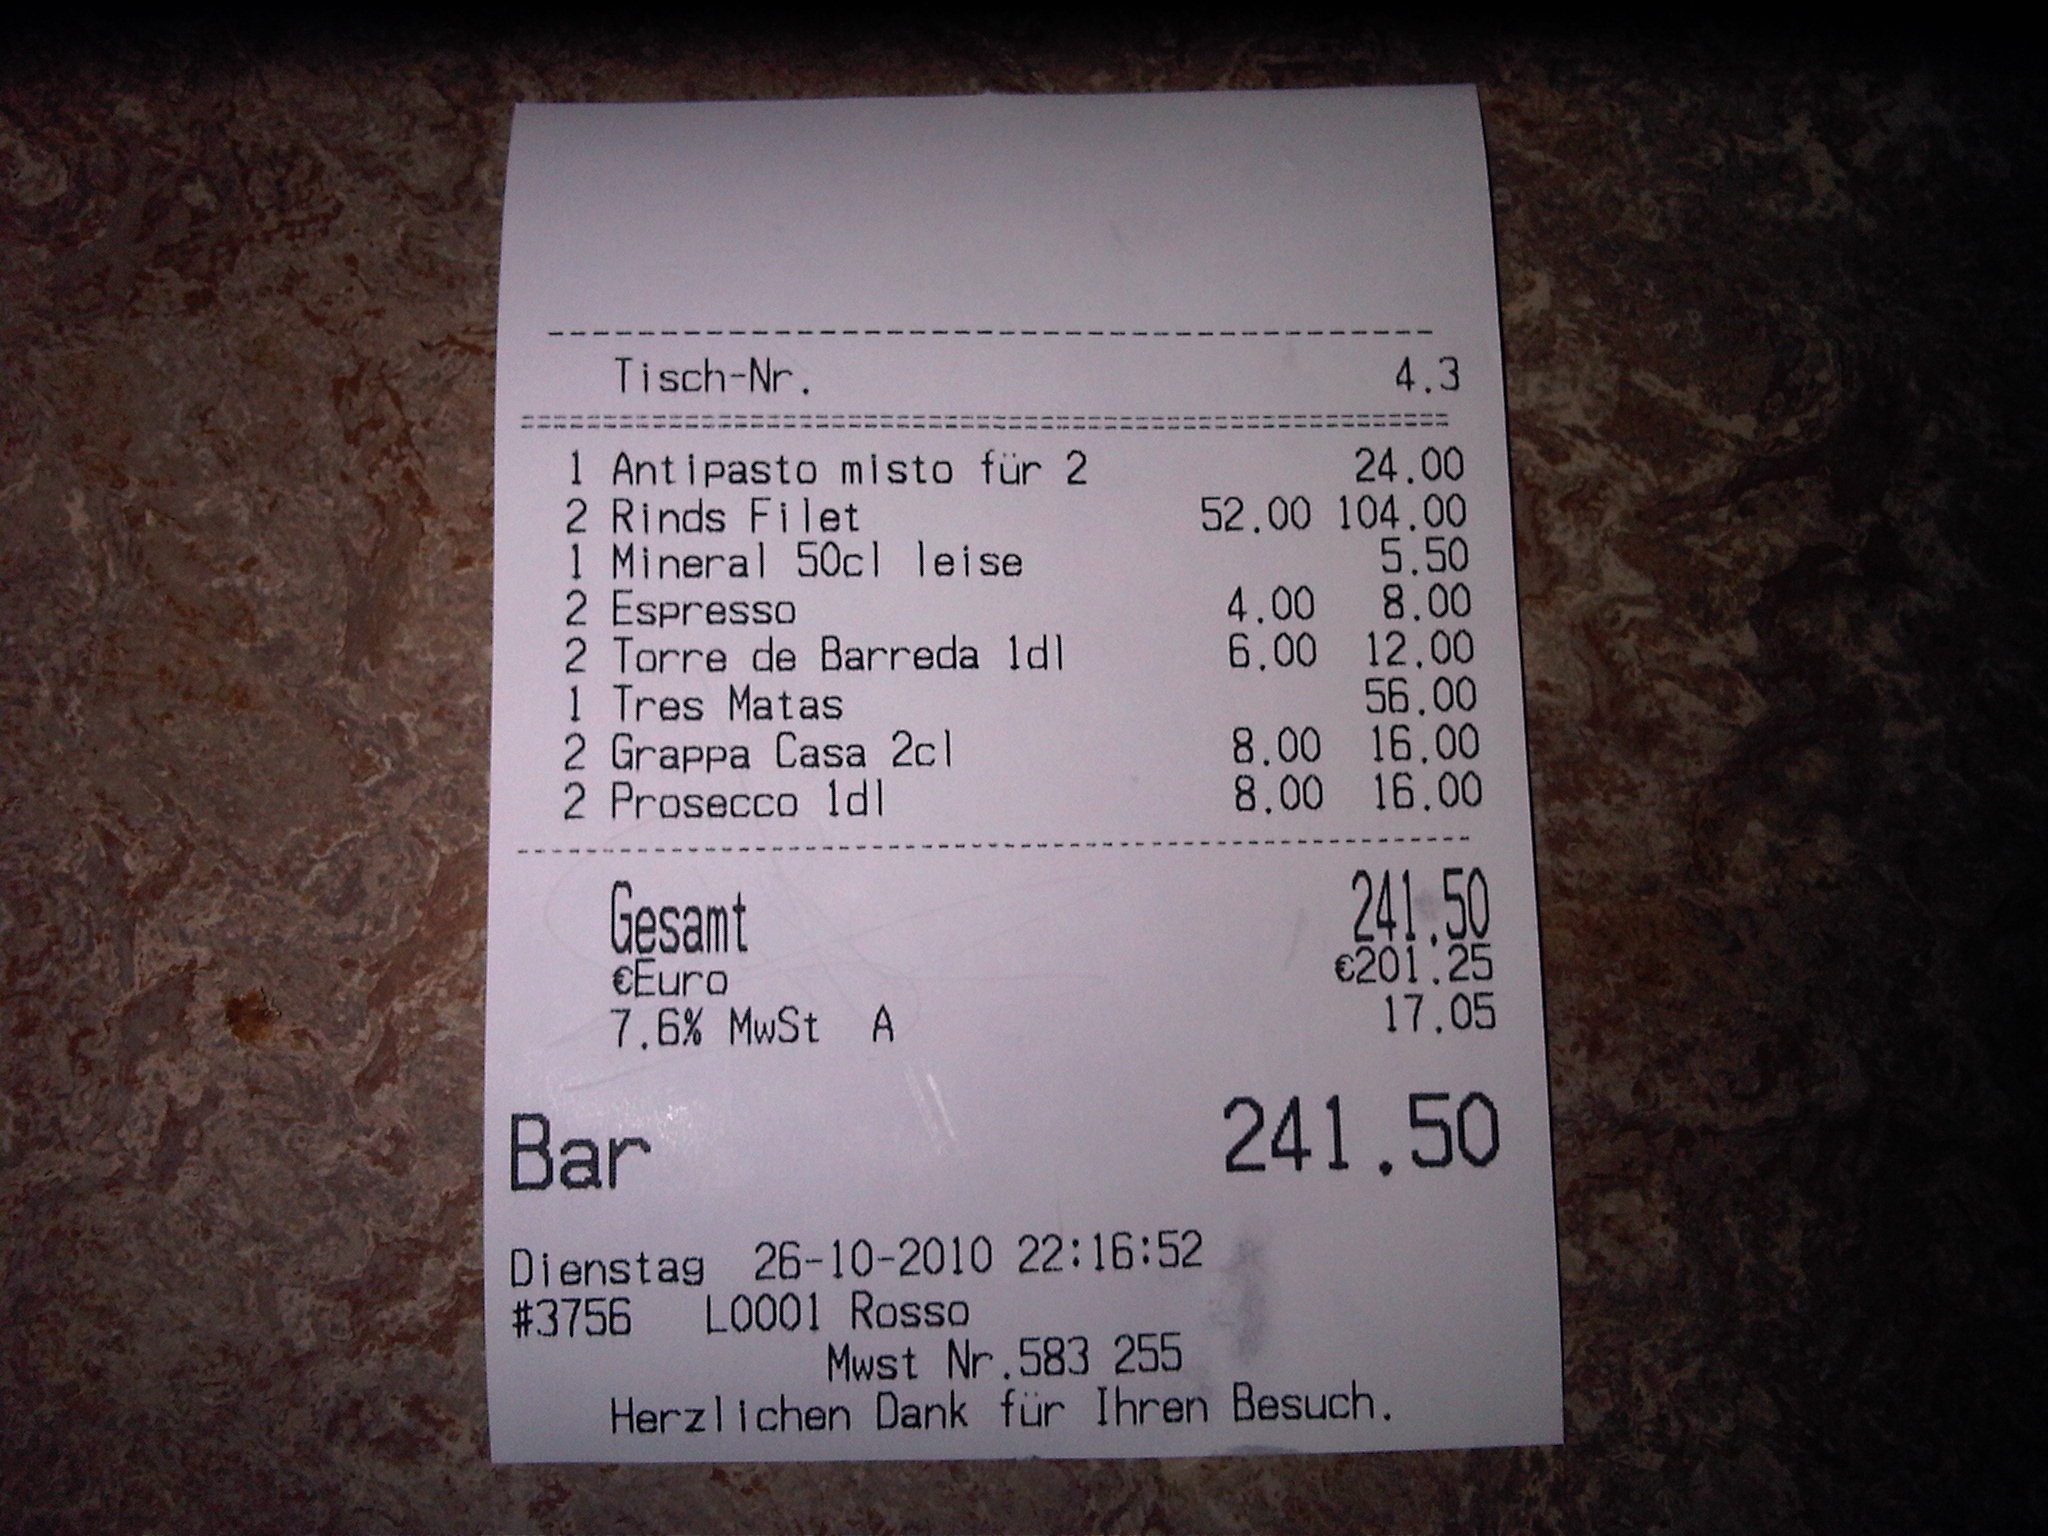 Tisch-Nr. 4.3
1 Antipasto misto für 2 24.00
2 Rinds Filet 52.00 104.00
1 Mineral 50cl leise 5.50
2 Espresso 4.00 8.00
2 Torre de Barreda 1dl 6.00 12.00
1 Tres Matas 56.00
2 Grappa Casa 2cl 8.00 16.00
2 Prosecco 1dl 8.00 16.00
Gesamt 241.50
€Euro €201.25
7.6% MwSt A 17.05
Bar 241.50
Dienstag 26-10-2010 22:16:52
#3756 L0001 Rosso
Mwst Nr.583 255
Herzlichen Dank für Ihren Besuch.